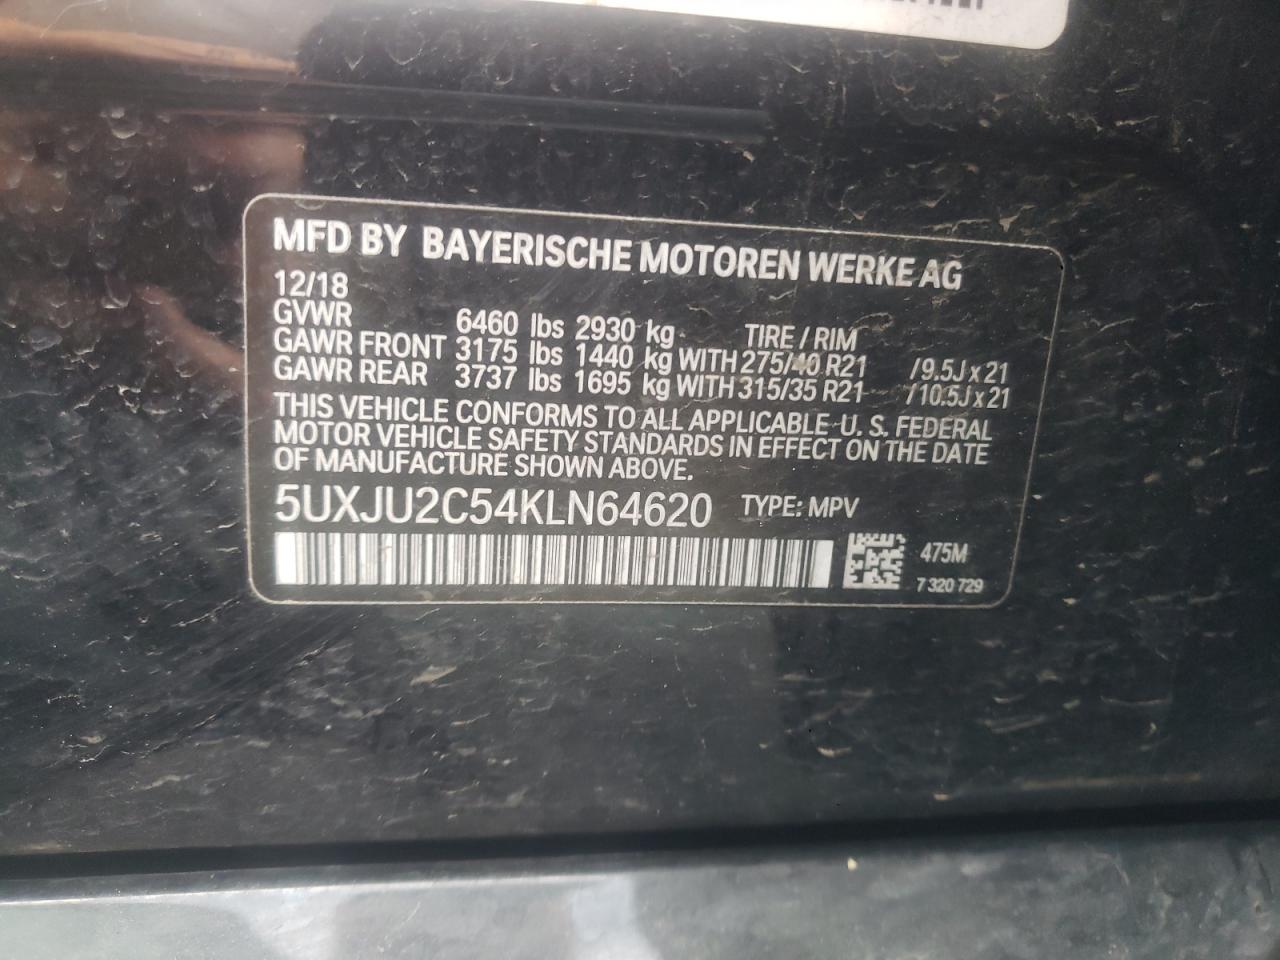 MFD BY BAYERISCHE MOTOREN WERKE AG
12/18
GVWR 6460 lbs 2930 kg TIRE / RIM
GAWR FRONT 3175 lbs 1440 kg WITH 275/40 R21 /9.5J x 21
GAWR REAR 3737 lbs 1695 kg WITH 315/35 R21 /10.5J x 21
THIS VEHICLE CONFORMS TO ALL APPLICABLE U. S. FEDERAL
MOTOR VEHICLE SAFETY STANDARDS IN EFFECT ON THE DATE
OF MANUFACTURE SHOWN ABOVE.
5UXJU2C54KLN64620 TYPE: MPV
475M
7 320 729